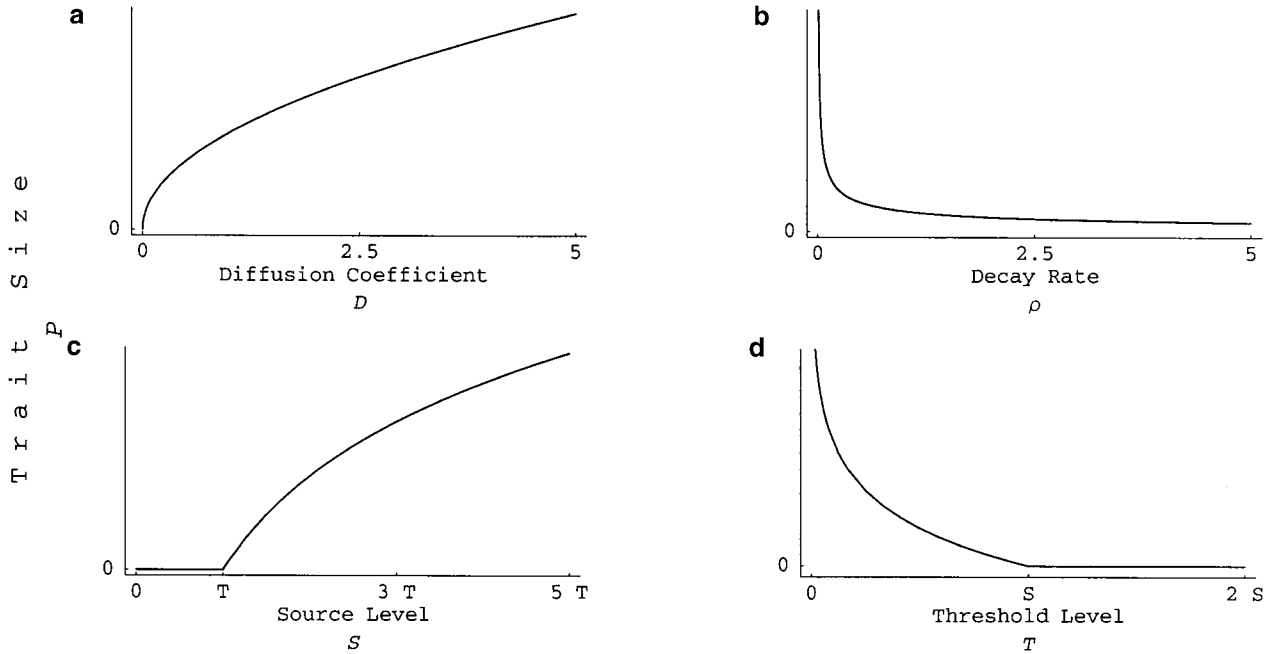 Trait Size
P
a
0
0 2.5 5
Diffusion Coefficient
D
b
0
0 2.5 5
Decay Rate
ρ
c
0
0 T 3 T 5 T
Source Level
S
d
0
0 S 2 S
Threshold Level
T